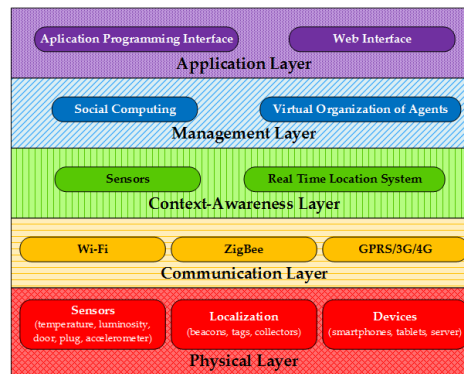 Aplication Programming Interface
Web Interface
Application Layer
Social Computing
Virtual Organization of Agents
Management Layer
Sensors
Real Time Location System
Context-Awareness Layer
Wi-Fi
ZigBee
GPRS/3G/4G
Communication Layer
Sensors
(temperature, luminosity,
door, plug, accelerometer)
Localization
(beacons, tags, collectors)
Devices
(smartphones, tablets, server)
Physical Layer